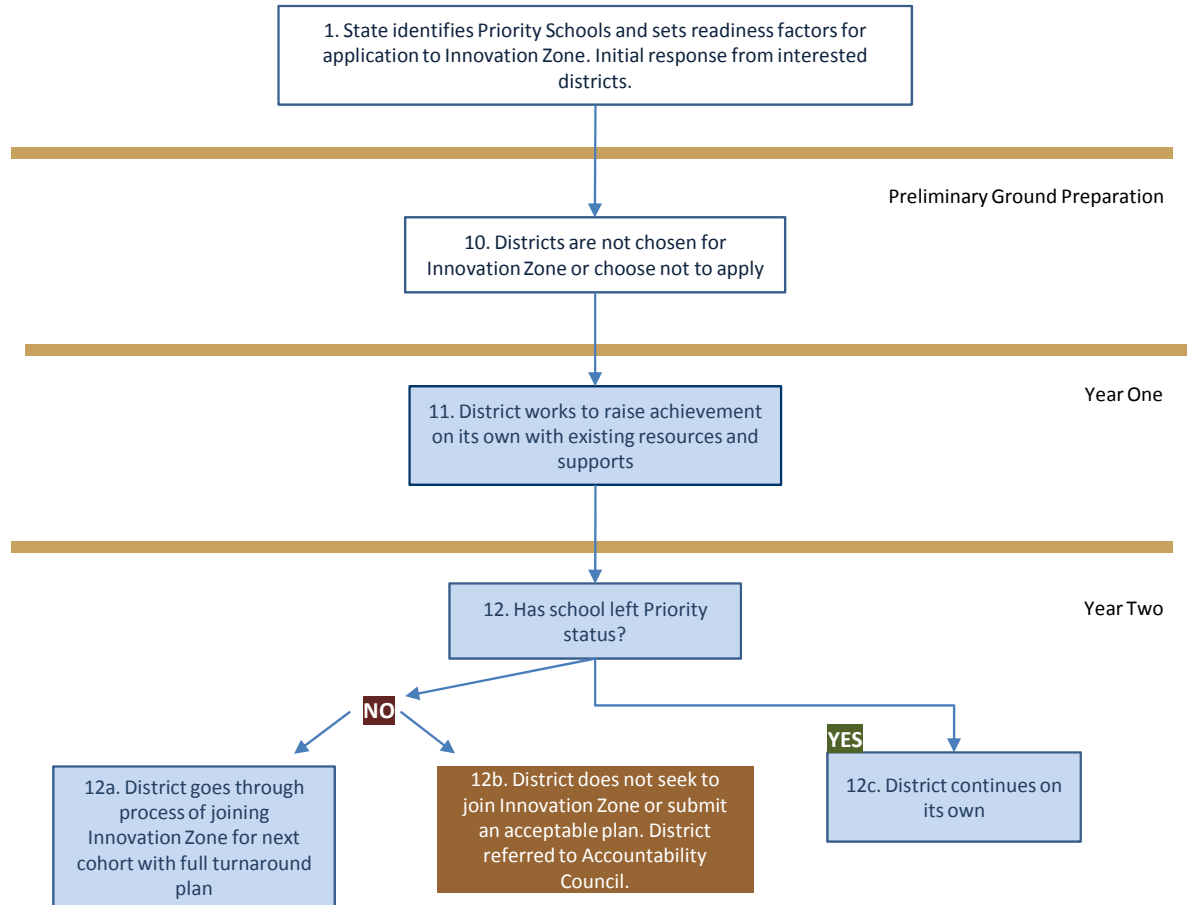 1. State identifies Priority Schools and sets readiness factors for
application to Innovation Zone. Initial response from interested
districts.
Preliminary Ground Preparation
10. Districts are not chosen for
Innovation Zone or choose not to apply
Year One
11. District works to raise achievement
on its own with existing resources and
supports
Year Two
12. Has school left Priority
status?
NO
YES
12a. District goes through
process of joining
Innovation Zone for next
cohort with full turnaround
plan
12b. District does not seek to
join Innovation Zone or submit
an acceptable plan. District
referred to Accountability
Council.
12c. District continues on
its own